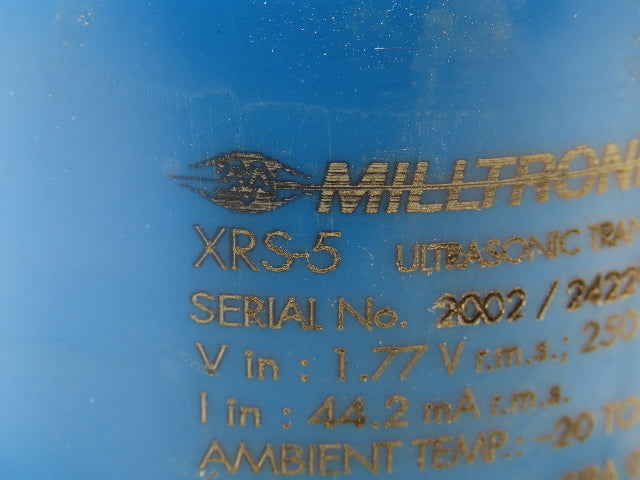 MILLTRON
XRS-5 ULTRASONIC TRAN
SERIAL No. 2002 / 2422
V in : 1.77 V r.m.s.; 250
I in : 44.2 mA r.m.s.
AMBIENT TEMP.: -20 TO